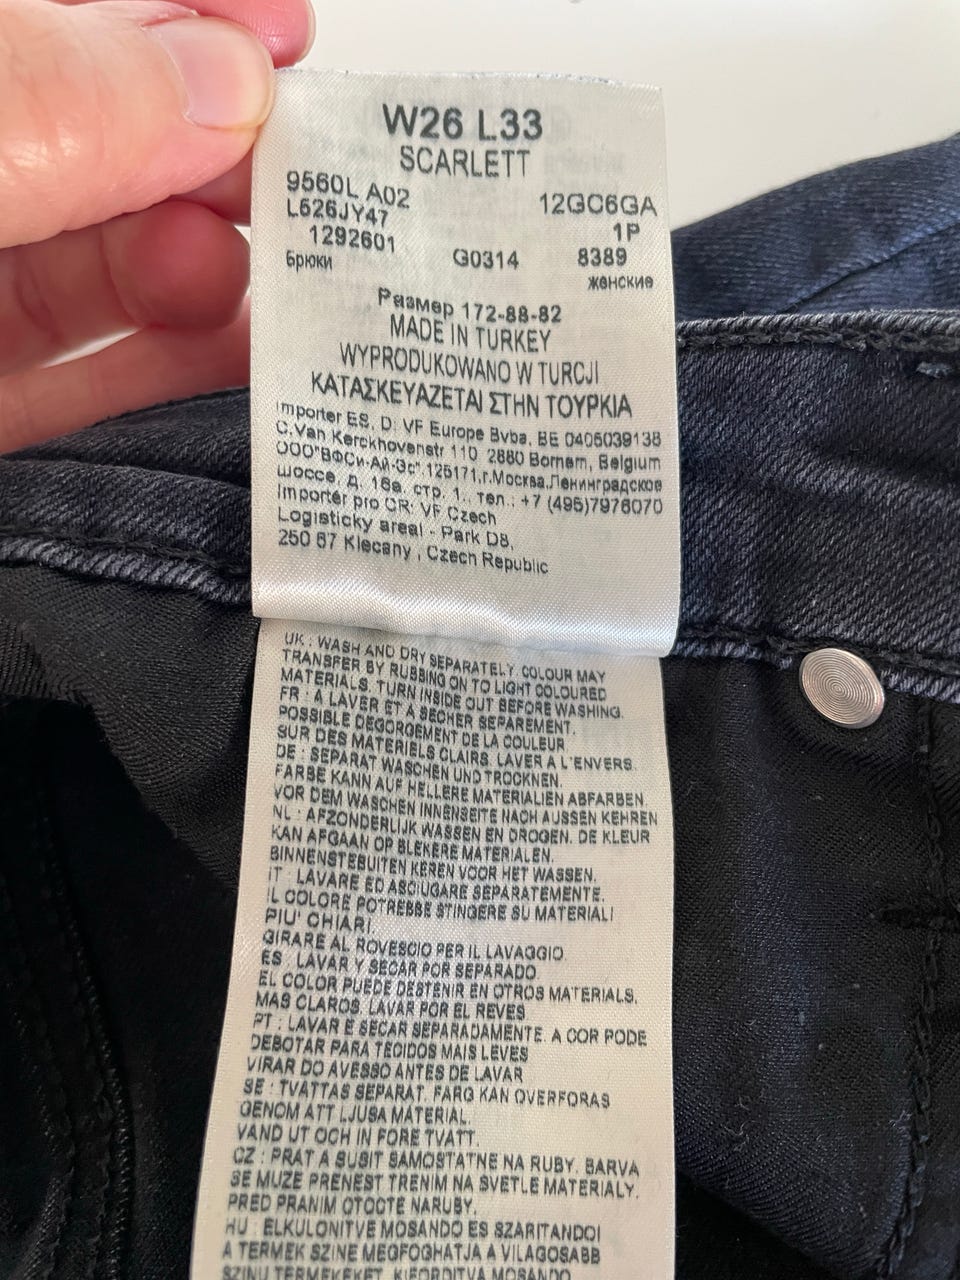 W26 L33
SCARLETT
9560L A02 12GC6GA
L626JY47 1P
1292601 G0314 8389
Брюки женские
Размер 172-88-82
MADE IN TURKEY
WYPRODUKOWANO W TURCJI
ΚΑΤΑΣΚΕΥΑΖΕΤΑΙ ΣΤΗΝ ΤΟΥΡΚΙΑ
Importer ES. D: VF Europe Bvba, BE 0405039138
C.Van Kerckhovenstr 110 2880 Bornem, Belgium
ООО"ВФСи-Ай-Эс",125171,г.Москва,Ленинградское
шоссе, Д. 16а, стр. 1., тел.: +7 (495)7978070
Importér pro CR: VF Czech
Logisticky areal - Park D8,
250 67 Klecany, Czech Republic
UK : WASH AND DRY SEPARATELY. COLOUR MAY
TRANSFER BY RUBBING ON TO LIGHT COLOURED
MATERIALS. TURN INSIDE OUT BEFORE WASHING.
FR : A LAVER ET A SECHER SEPAREMENT.
POSSIBLE DEGORGEMENT DE LA COULEUR
SUR DES MATERIELS CLAIRS. LAVER A L'ENVERS.
DE : SEPARAT WASCHEN UND TROCKNEN.
FARBE KANN AUF HELLERE MATERIALIEN ABFARBEN.
VOR DEM WASCHEN INNENSEITE NACH AUSSEN KEHREN
NL : AFZONDERLIJK WASSEN EN DROGEN. DE KLEUR
KAN AFGAAN OP BLEKERE MATERIALEN.
BINNENSTEBUITEN KEREN VOOR HET WASSEN.
IT : LAVARE ED ASCIUGARE SEPARATEMENTE.
IL COLORE POTREBBE STINGERE SU MATERIALI
PIU' CHIARI.
GIRARE AL ROVESCIO PER IL LAVAGGIO
ES : LAVAR Y SECAR POR SEPARADO
EL COLOR PUEDE DESTENIR EN OTROS MATERIALS.
MAS CLAROS. LAVAR POR EL REVES
PT : LAVAR E SECAR SEPARADAMENTE. A COR PODE
DEBOTAR PARA TECIDOS MAIS LEVES
VIRAR DO AVESSO ANTES DE LAVAR
SE : TVATTAS SEPARAT. FARG KAN OVERFORAS
GENOM ATT LJUSA MATERIAL.
VAND UT OCH IN FORE TVATT.
CZ : PRAT A SUSIT SAMOSTATNE NA RUBY. BARVA
SE MUZE PRENEST TRENIM NA SVETLE MATERIALY.
PRED PRANIM OTOCTE NARUBY.
HU : ELKULONITVE MOSANDO ES SZARITANDOI
A TERMEK SZINE MEGFOGHATJA A VILAGOSABB
SZINU TERMEKEKET. KIFORDITVA MOSANDO